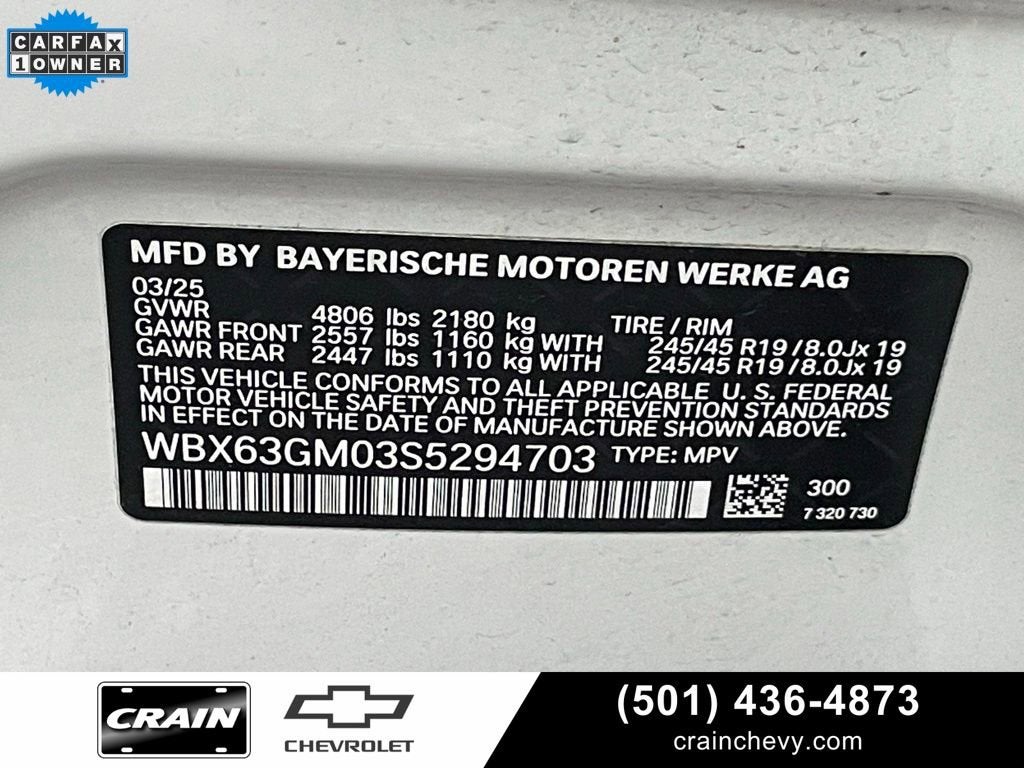 CARFAX
1 OWNER
MFD BY BAYERISCHE MOTOREN WERKE AG
03/25
GVWR 4806 lbs 2180 kg TIRE / RIM
GAWR FRONT 2557 lbs 1160 kg WITH 245/45 R19 /8.0Jx 19
GAWR REAR 2447 lbs 1110 kg WITH 245/45 R19 /8.0Jx 19
THIS VEHICLE CONFORMS TO ALL APPLICABLE U. S. FEDERAL
MOTOR VEHICLE SAFETY AND THEFT PREVENTION STANDARDS
IN EFFECT ON THE DATE OF MANUFACTURE SHOWN ABOVE.
WBX63GM03S5294703 TYPE: MPV
300
7 320 730
CRAIN
CHEVROLET
(501) 436-4873
crainchevy.com